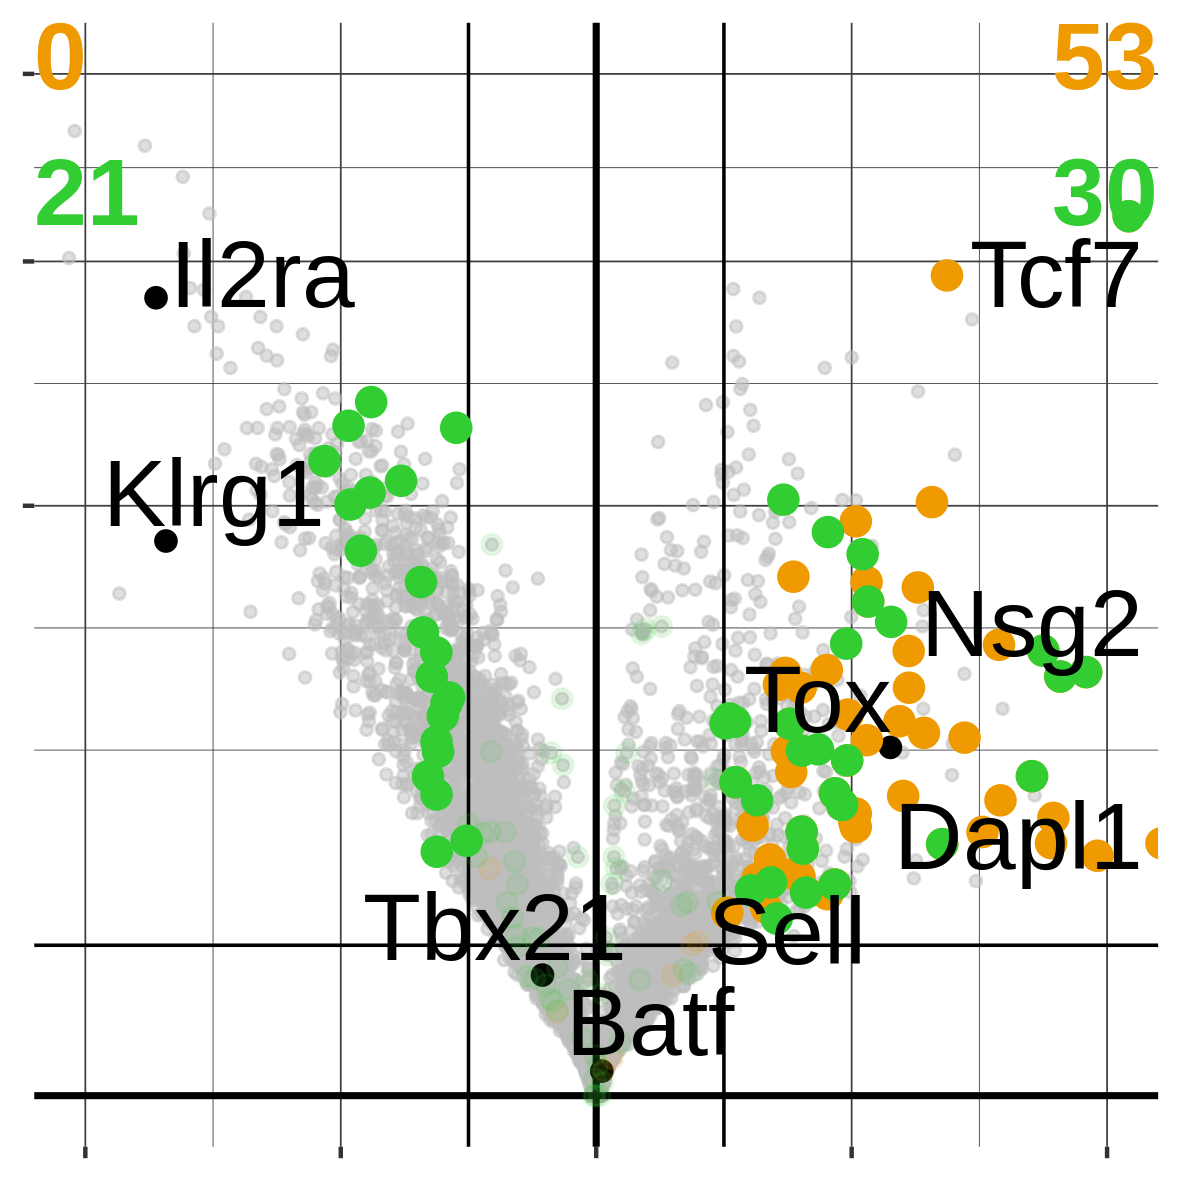 0 53
21 30
Il2ra Tcf7
Klrg1
Nsg2
Tox
Dapl1
Tbx21 Sell
Batf